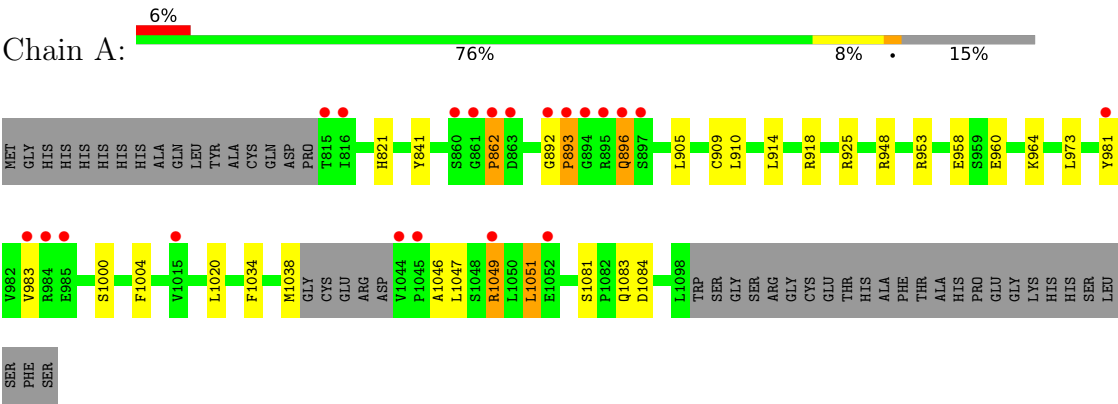 6%
Chain A:
76% 8% • 15%
MET GLY HIS HIS HIS HIS HIS HIS ALA GLN LEU TYR ALA CYS GLN ASP PRO T815 I816 H821 Y841 S860 G861 P862 D863 G892 P893 G894 R895 Q896 S897 L905 C909 L910 L914 R918 R925 R948 R953 E958 S959 E960 K964 L973 Y981
V982 V983 R984 E985 S1000 F1004 V1015 L1020 F1034 M1038 GLY CYS GLU ARG ASP V1044 P1045 A1046 L1047 S1048 R1049 L1050 L1051 E1052 S1081 P1082 Q1083 D1084 L1098 TRP SER GLY SER ARG GLY CYS GLU THR HIS ALA PHE THR ALA HIS PRO GLU GLY LYS HIS HIS SER LEU
SER PHE SER